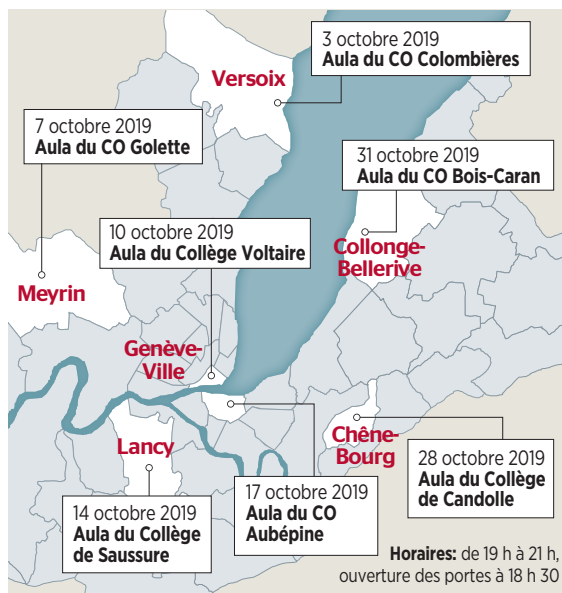 3 octobre 2019
Aula du CO Colombières
Versoix
7 octobre 2019
Aula du CO Golette
31 octobre 2019
Aula du CO Bois-Caran
10 octobre 2019
Aula du Collège Voltaire
Collonge-
Bellerive
Meyrin
Genève-
Ville
Lancy
Chêne-
Bourg
28 octobre 2019
Aula du Collège
de Candolle
17 octobre 2019
Aula du CO
Aubépine
14 octobre 2019
Aula du Collège
de Saussure
Horaires: de 19 h à 21 h,
ouverture des portes à 18 h 30